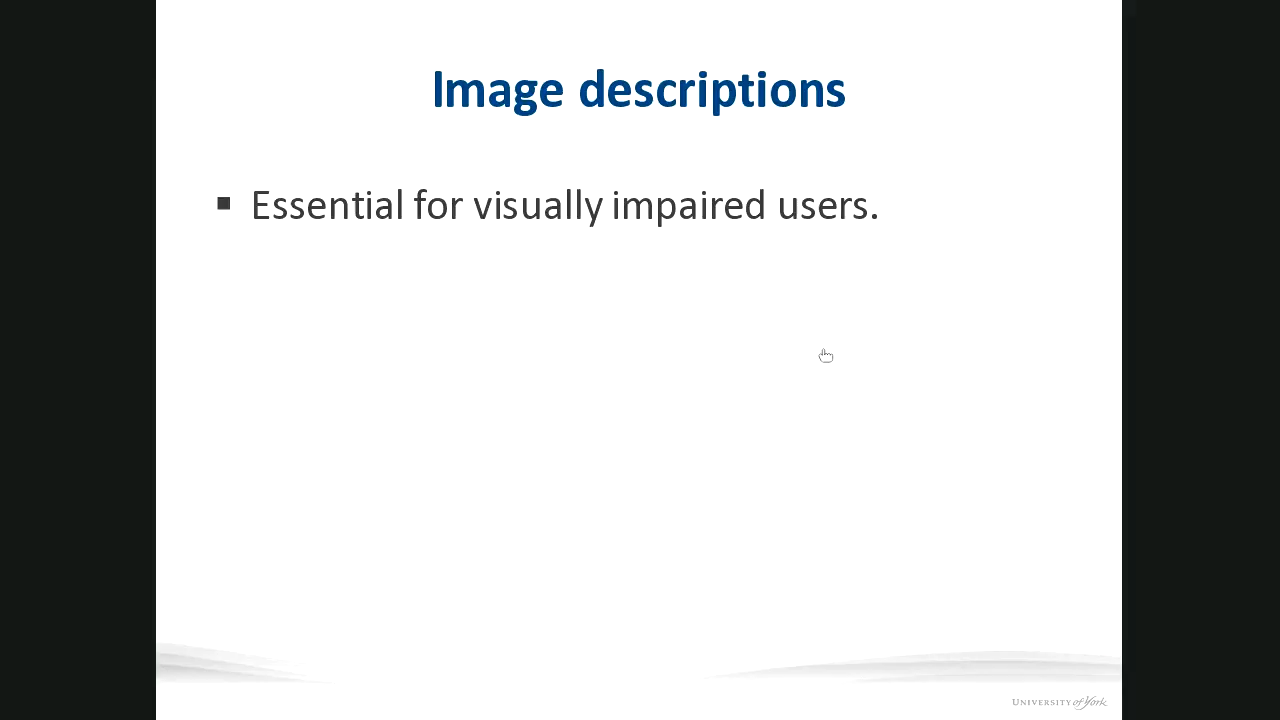 Image descriptions
▪ Essential for visually impaired users.
UNIVERSITY of York